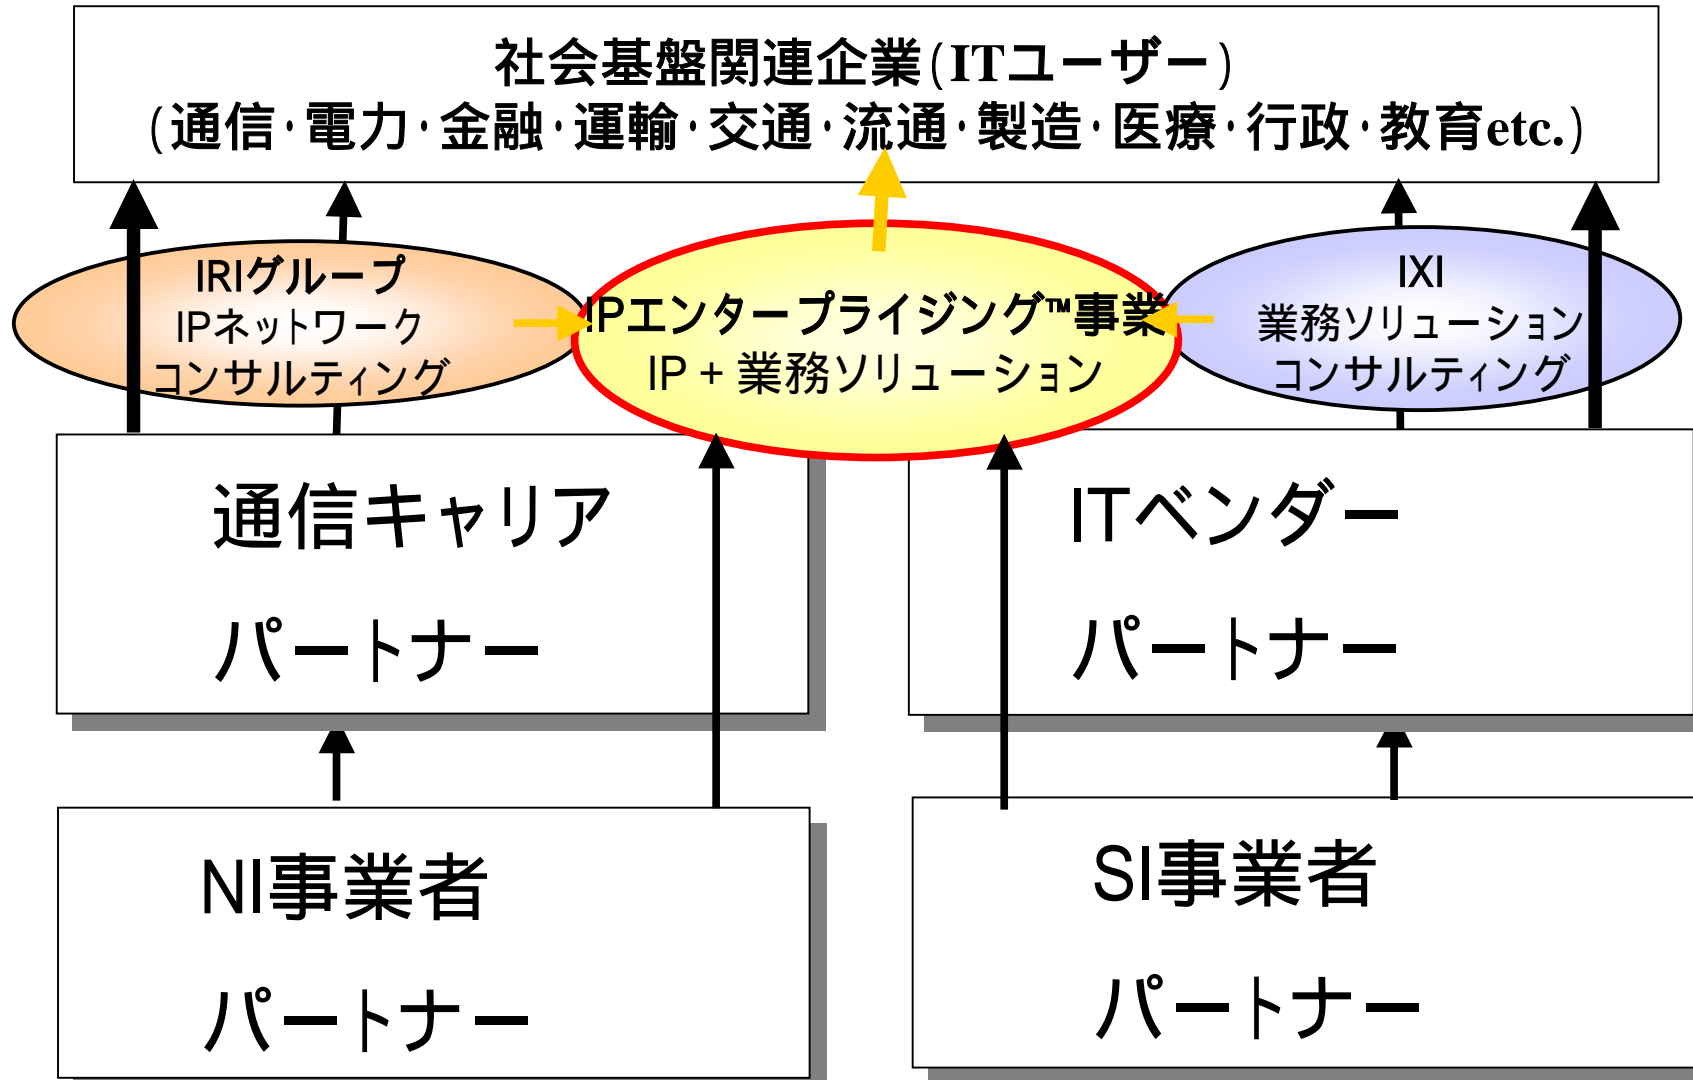 社会基盤関連企業(ITユーザー)
(通信・電力・金融・運輸・交通・流通・製造・医療・行政・教育etc.)
IRIグループ
IPネットワーク
コンサルティング
IPエンタープライジング™事業
IP + 業務ソリューション
IXI
業務ソリューション
コンサルティング
通信キャリア
パートナー
ITベンダー
パートナー
NI事業者
パートナー
SI事業者
パートナー